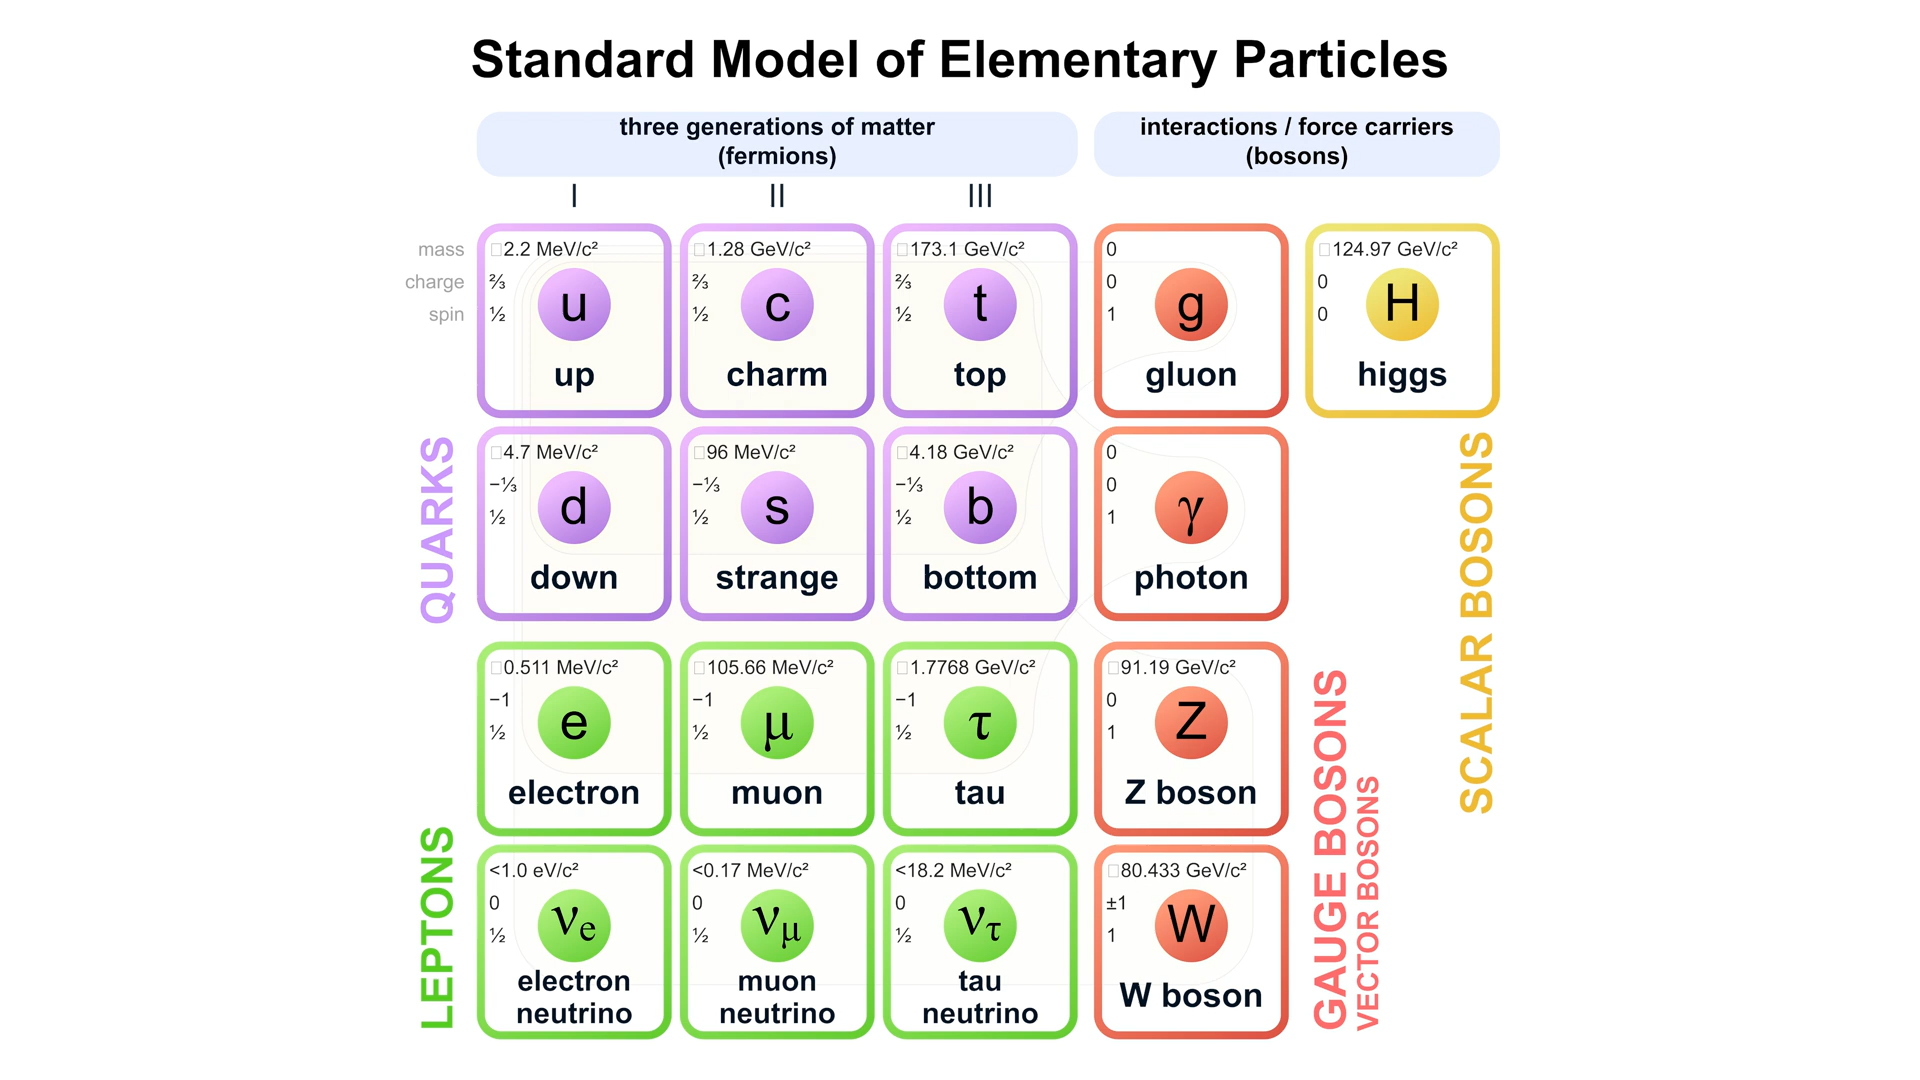 Standard Model of Elementary Particles
three generations of matter
(fermions)
interactions / force carriers
(bosons)
I
II
III
mass
charge
spin
□2.2 MeV/c²
⅔
½
u
up
□1.28 GeV/c²
⅔
½
c
charm
□173.1 GeV/c²
⅔
½
t
top
0
0
1
g
gluon
□124.97 GeV/c²
0
0
H
higgs
QUARKS
□4.7 MeV/c²
−⅓
½
d
down
□96 MeV/c²
−⅓
½
s
strange
□4.18 GeV/c²
−⅓
½
b
bottom
0
0
1
γ
photon
SCALAR BOSONS
□0.511 MeV/c²
−1
½
e
electron
□105.66 MeV/c²
−1
½
μ
muon
□1.7768 GeV/c²
−1
½
τ
tau
□91.19 GeV/c²
0
1
Z
Z boson
LEPTONS
<1.0 eV/c²
0
½
νe
electron
neutrino
<0.17 MeV/c²
0
½
νμ
muon
neutrino
<18.2 MeV/c²
0
½
ντ
tau
neutrino
□80.433 GeV/c²
±1
1
W
W boson
GAUGE BOSONS
VECTOR BOSONS